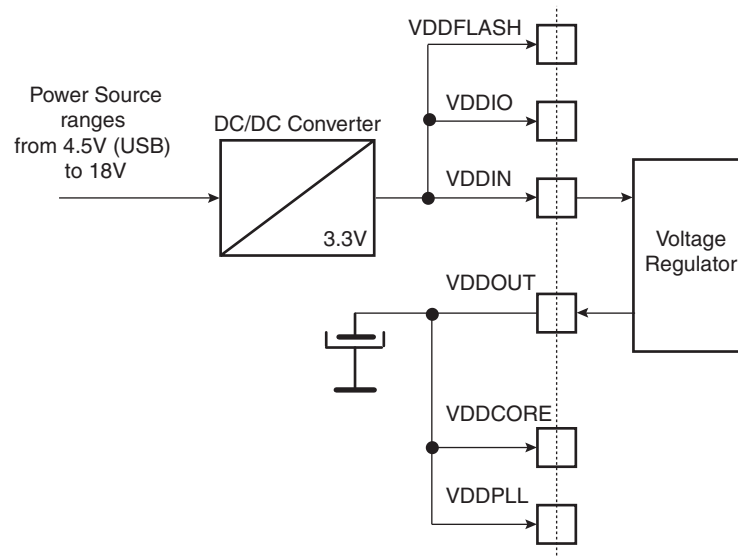 VDDFLASH
Power Source
ranges
from 4.5V (USB)
to 18V
DC/DC Converter
VDDIO
VDDIN
3.3V
Voltage
Regulator
VDDOUT
VDDCORE
VDDPLL